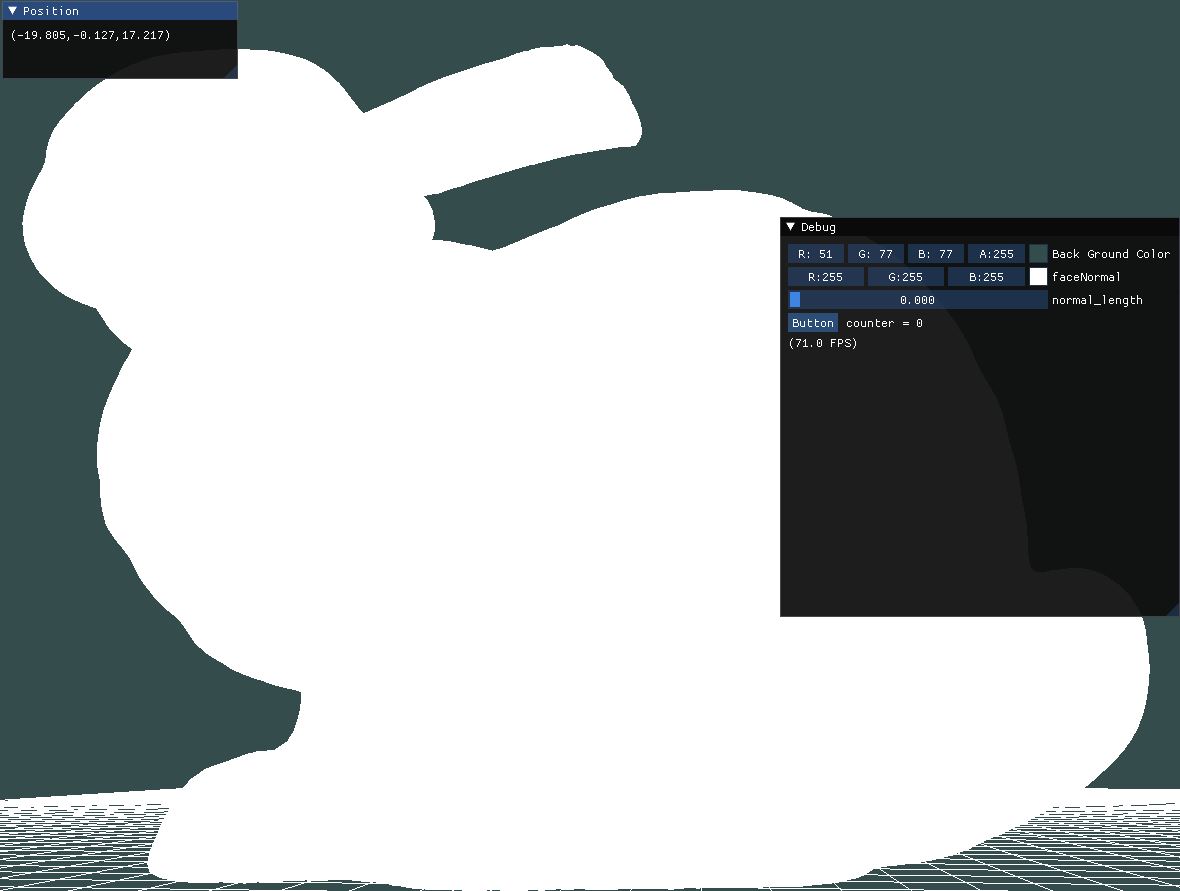 Position
(-19.805,-0.127,17.217)
Debug
R: 51 G: 77 B: 77 A:255 Back Ground Color
R:255 G:255 B:255 faceNormal
0.000 normal_length
Button counter = 0
(71.0 FPS)